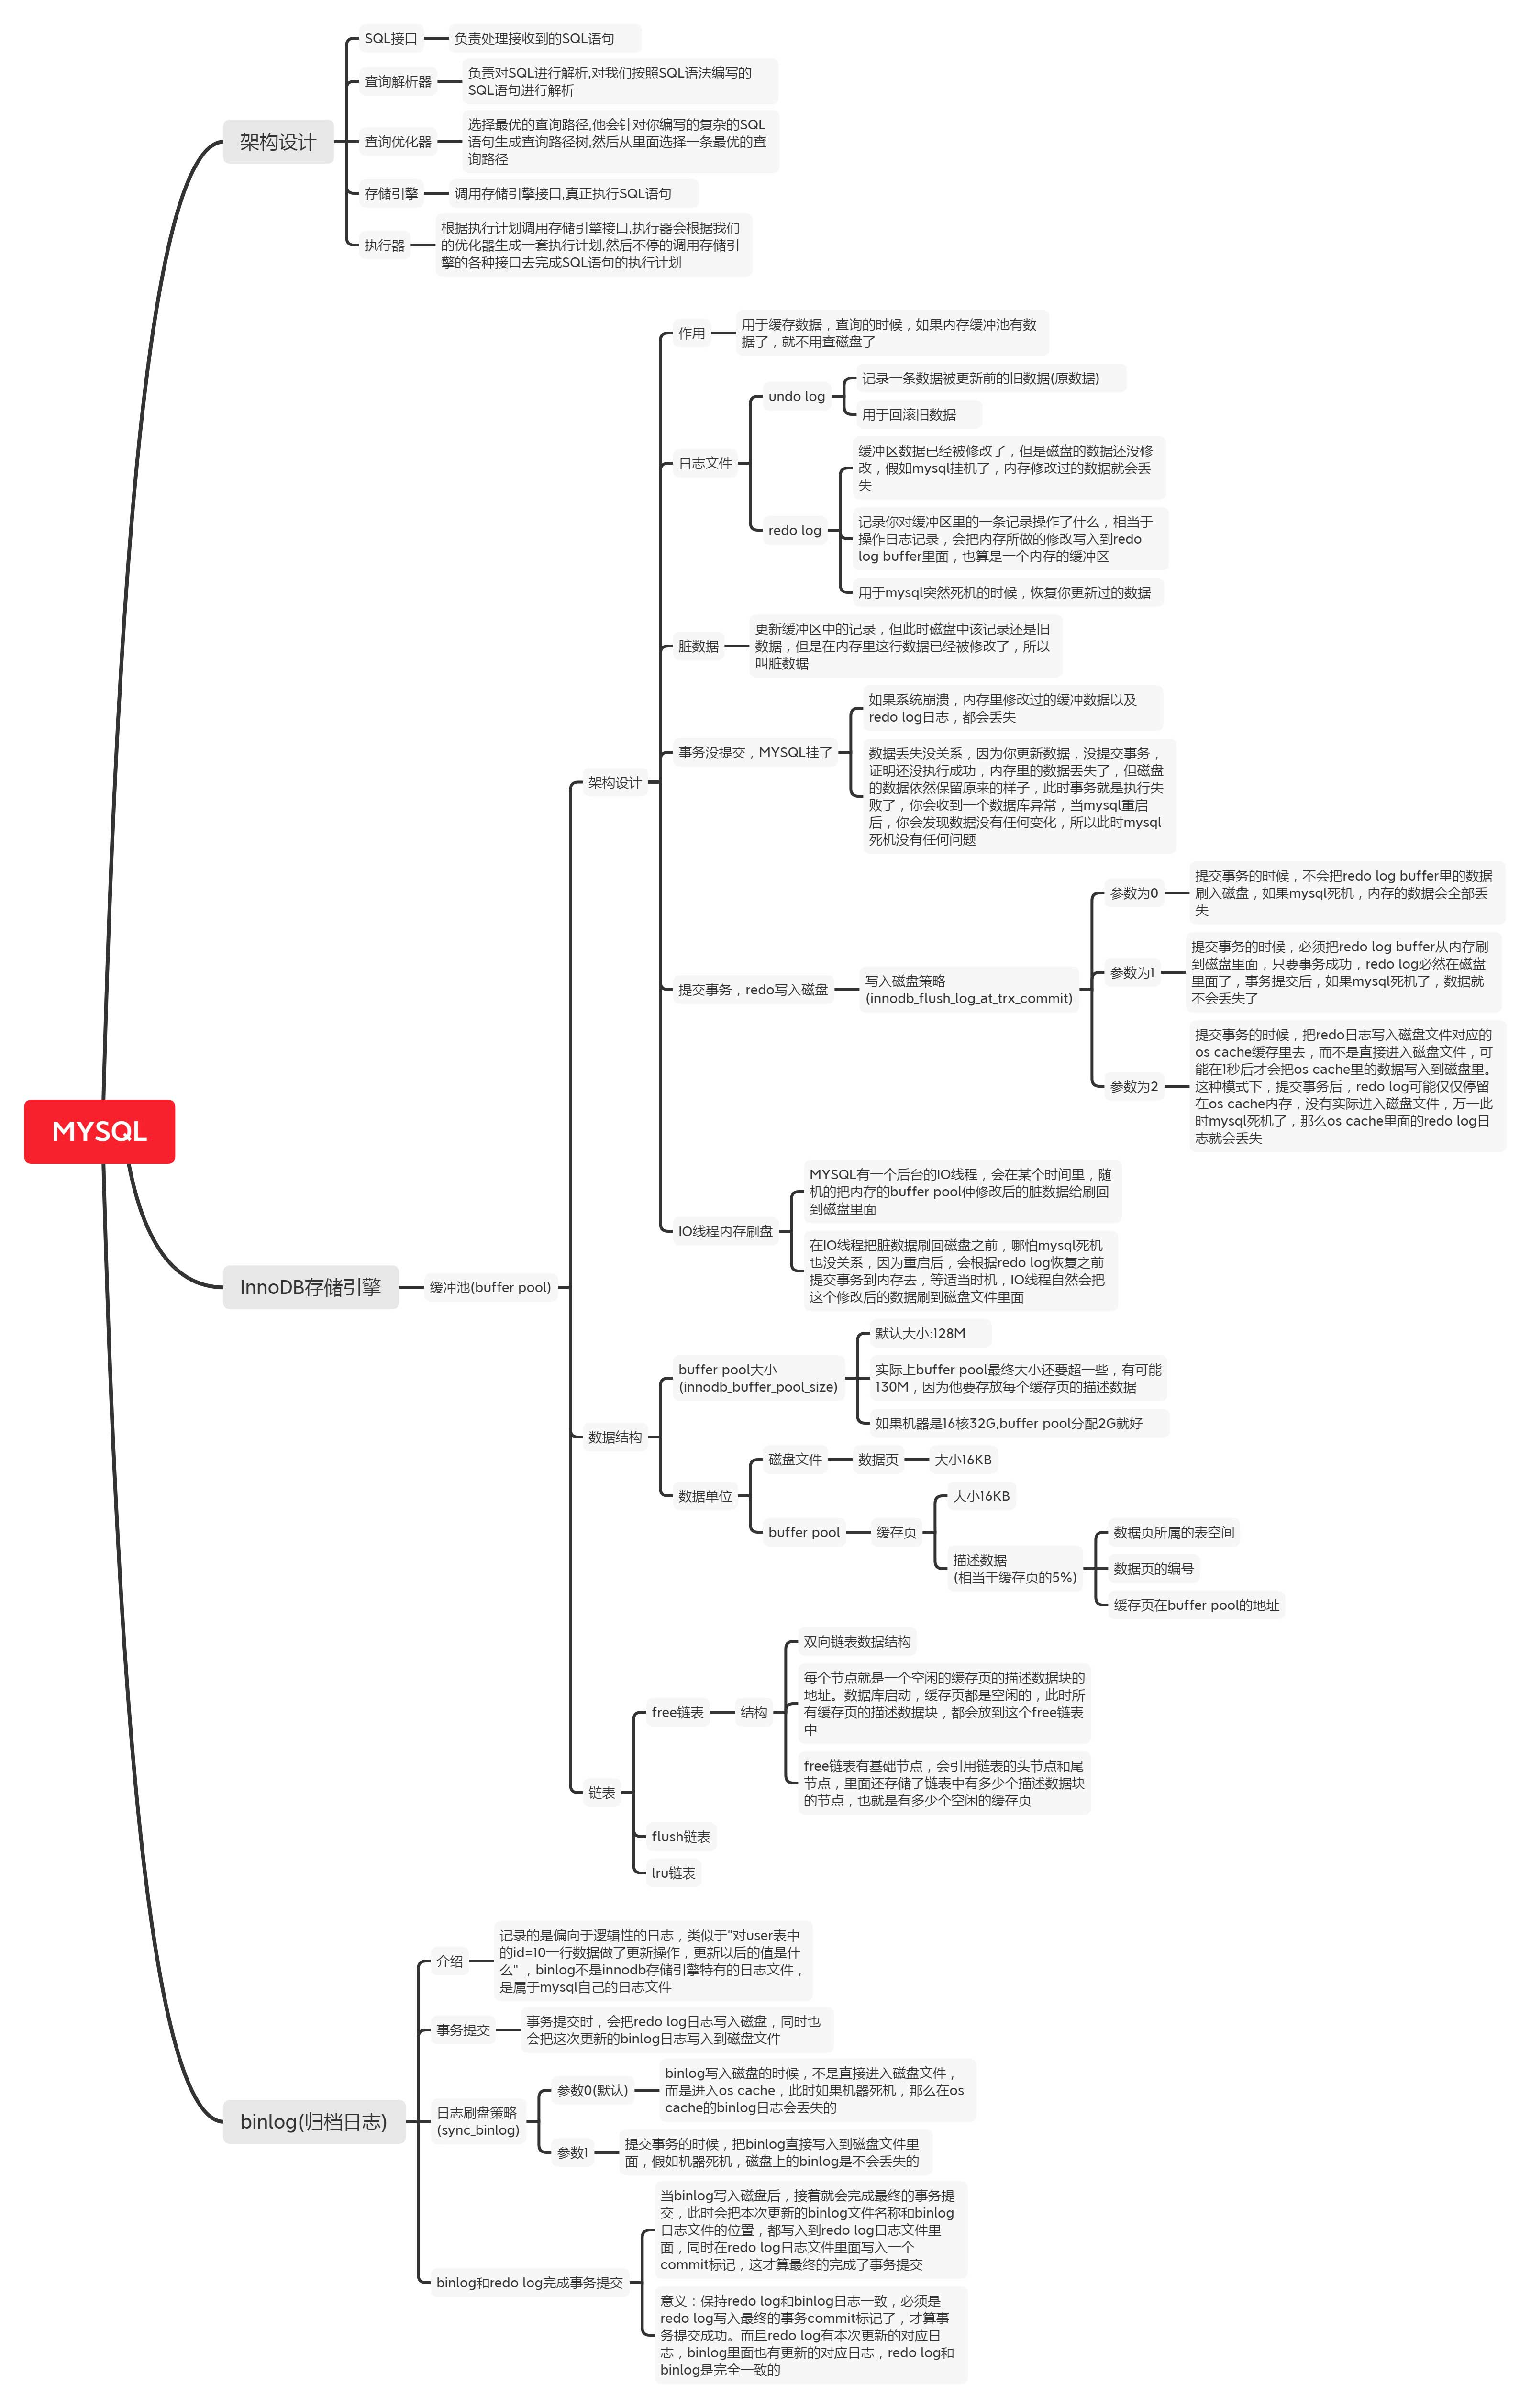 MYSQL
架构设计
SQL接口
负责处理接收到的SQL语句
查询解析器
负责对SQL进行解析,对我们按照SQL语法编写的
SQL语句进行解析
查询优化器
选择最优的查询路径,他会针对你编写的复杂的SQL
语句生成查询路径树,然后从里面选择一条最优的查
询路径
存储引擎
调用存储引擎接口,真正执行SQL语句
执行器
根据执行计划调用存储引擎接口,执行器会根据我们
的优化器生成一套执行计划,然后不停的调用存储引
擎的各种接口去完成SQL语句的执行计划
InnoDB存储引擎
缓冲池(buffer pool)
架构设计
作用
用于缓存数据，查询的时候，如果内存缓冲池有数
据了，就不用查磁盘了
日志文件
undo log
记录一条数据被更新前的旧数据(原数据)
用于回滚旧数据
redo log
缓冲区数据已经被修改了，但是磁盘的数据还没修
改，假如mysql挂机了，内存修改过的数据就会丢
失
记录你对缓冲区里的一条记录操作了什么，相当于
操作日志记录，会把内存所做的修改写入到redo
log buffer里面，也算是一个内存的缓冲区
用于mysql突然死机的时候，恢复你更新过的数据
脏数据
更新缓冲区中的记录，但此时磁盘中该记录还是旧
数据，但是在内存里这行数据已经被修改了，所以
叫脏数据
事务没提交，MYSQL挂了
如果系统崩溃，内存里修改过的缓冲数据以及
redo log日志，都会丢失
数据丢失没关系，因为你更新数据，没提交事务，
证明还没执行成功，内存里的数据丢失了，但磁盘
的数据依然保留原来的样子，此时事务就是执行失
败了，你会收到一个数据库异常，当mysql重启
后，你会发现数据没有任何变化，所以此时mysql
死机没有任何问题
提交事务，redo写入磁盘
写入磁盘策略
(innodb_flush_log_at_trx_commit)
参数为0
提交事务的时候，不会把redo log buffer里的数据
刷入磁盘，如果mysql死机，内存的数据会全部丢
失
参数为1
提交事务的时候，必须把redo log buffer从内存刷
到磁盘里面，只要事务成功，redo log必然在磁盘
里面了，事务提交后，如果mysql死机了，数据就
不会丢失了
参数为2
提交事务的时候，把redo日志写入磁盘文件对应的
os cache缓存里去，而不是直接进入磁盘文件，可
能在1秒后才会把os cache里的数据写入到磁盘里。
这种模式下，提交事务后，redo log可能仅仅停留
在os cache内存，没有实际进入磁盘文件，万一此
时mysql死机了，那么os cache里面的redo log日
志就会丢失
IO线程内存刷盘
MYSQL有一个后台的IO线程，会在某个时间里，随
机的把内存的buffer pool仲修改后的脏数据给刷回
到磁盘里面
在IO线程把脏数据刷回磁盘之前，哪怕mysql死机
也没关系，因为重启后，会根据redo log恢复之前
提交事务到内存去，等适当时机，IO线程自然会把
这个修改后的数据刷到磁盘文件里面
数据结构
buffer pool大小
(innodb_buffer_pool_size)
默认大小:128M
实际上buffer pool最终大小还要超一些，有可能
130M，因为他要存放每个缓存页的描述数据
如果机器是16核32G,buffer pool分配2G就好
数据单位
磁盘文件
数据页
大小16KB
buffer pool
缓存页
大小16KB
描述数据
(相当于缓存页的5%)
数据页所属的表空间
数据页的编号
缓存页在buffer pool的地址
链表
free链表
结构
双向链表数据结构
每个节点就是一个空闲的缓存页的描述数据块的
地址。数据库启动，缓存页都是空闲的，此时所
有缓存页的描述数据块，都会放到这个free链表
中
free链表有基础节点，会引用链表的头节点和尾
节点，里面还存储了链表中有多少个描述数据块
的节点，也就是有多少个空闲的缓存页
flush链表
lru链表
binlog(归档日志)
介绍
记录的是偏向于逻辑性的日志，类似于"对user表中
的id=10一行数据做了更新操作，更新以后的值是什
么"，binlog不是innodb存储引擎特有的日志文件，
是属于mysql自己的日志文件
事务提交
事务提交时，会把redo log日志写入磁盘，同时也
会把这次更新的binlog日志写入到磁盘文件
日志刷盘策略
(sync_binlog)
参数0(默认)
binlog写入磁盘的时候，不是直接进入磁盘文件，
而是进入os cache，此时如果机器死机，那么在os
cache的binlog日志会丢失的
参数1
提交事务的时候，把binlog直接写入到磁盘文件里
面，假如机器死机，磁盘上的binlog是不会丢失的
binlog和redo log完成事务提交
当binlog写入磁盘后，接着就会完成最终的事务提
交，此时会把本次更新的binlog文件名称和binlog
日志文件的位置，都写入到redo log日志文件里
面，同时在redo log日志文件里面写入一个
commit标记，这才算最终的完成了事务提交
意义：保持redo log和binlog日志一致，必须是
redo log写入最终的事务commit标记了，才算事
务提交成功。而且redo log有本次更新的对应日
志，binlog里面也有更新的对应日志，redo log和
binlog是完全一致的